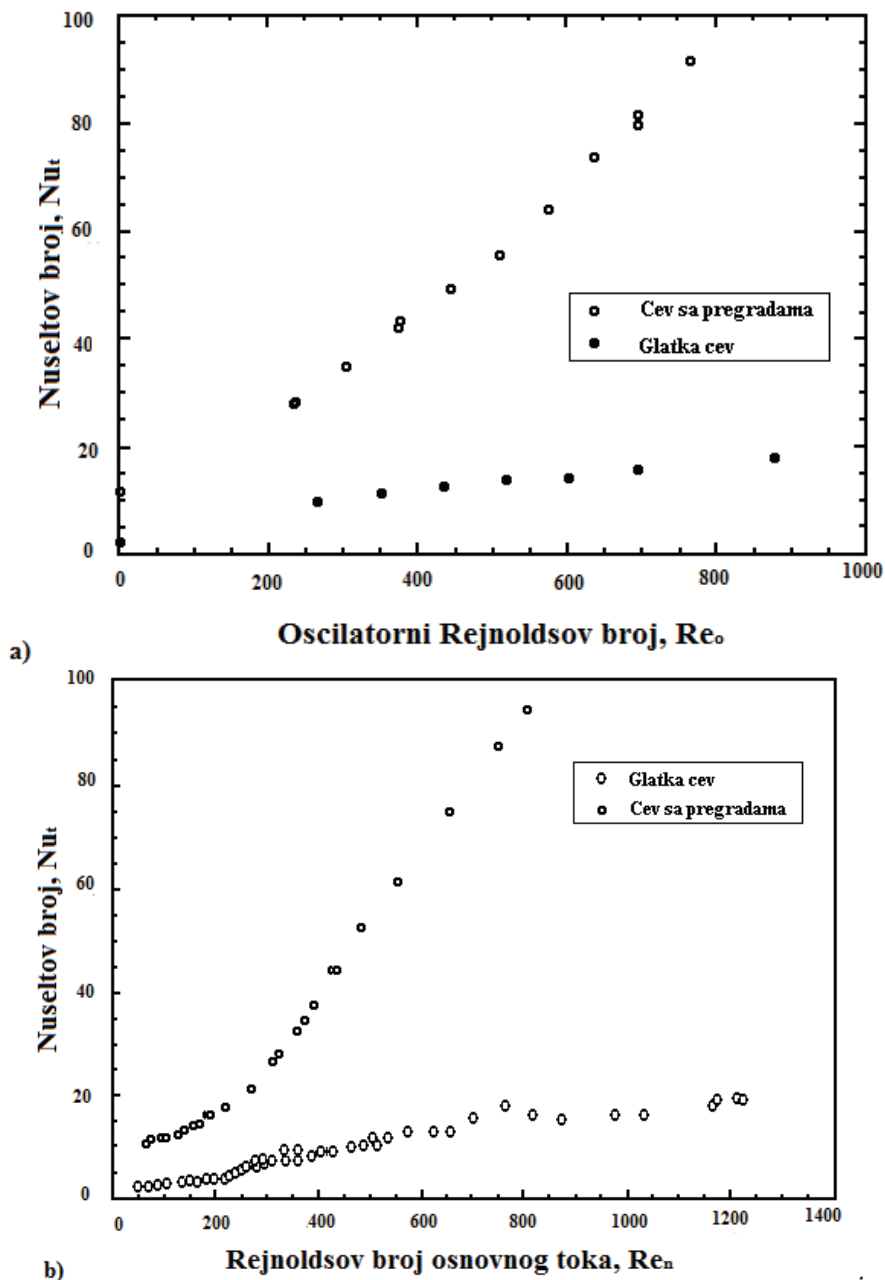 100
80
60
40
20
0
Nuseltov broj, Nuₜ
Cev sa pregradama
Glatka cev
0 200 400 600 800 1000
Oscilatorni Rejnoldsov broj, Reₒ
a)
100
80
60
40
20
0
Nuseltov broj, Nuₜ
Glatka cev
Cev sa pregradama
0 200 400 600 800 1000 1200 1400
Rejnoldsov broj osnovnog toka, Reₙ
b)